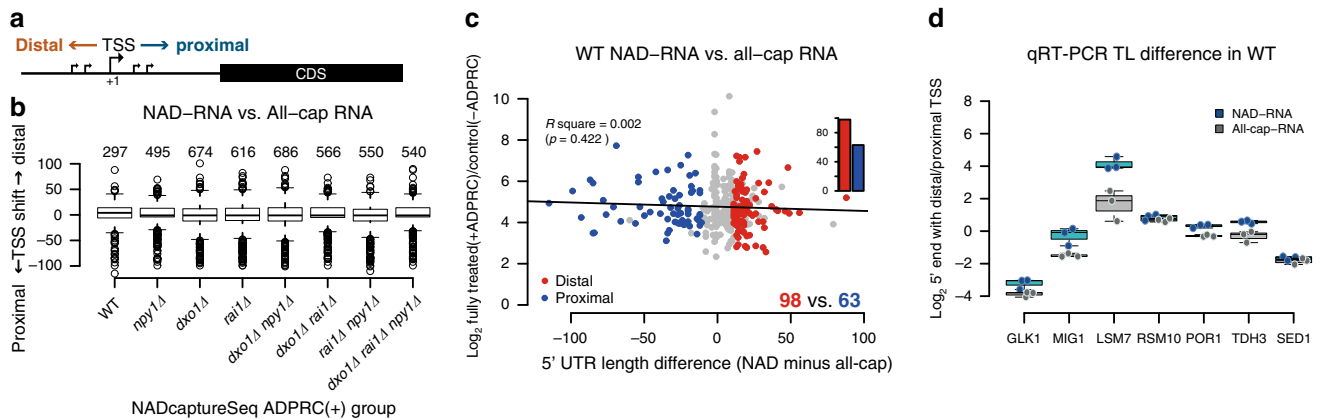 a
Distal ← TSS → proximal
+1
CDS
b
NAD−RNA vs. All−cap RNA
297 495 674 616 686 566 550 540
Proximal ←TSS shift → distal
100
50
0
−50
−100
WT
npy1Δ
dxo1Δ
rai1Δ
dxo1Δ npy1Δ
dxo1Δ rai1Δ
rai1Δ npy1Δ
dxo1Δ rai1Δ npy1Δ
NADcaptureSeq ADPRC(+) group
c
WT NAD−RNA vs. all−cap RNA
Log2 fully treated(+ADPRC)/control(−ADPRC)
10
8
6
4
2
0
R square = 0.002
(p = 0.422 )
80
40
0
Distal
Proximal
98 vs. 63
−100 −50 0 50 100
5′ UTR length difference (NAD minus all-cap)
d
qRT-PCR TL difference in WT
Log2 5′ end with distal/proximal TSS
8
6
4
2
0
−2
−4
NAD−RNA
All−cap−RNA
GLK1 MIG1 LSM7 RSM10 POR1 TDH3 SED1